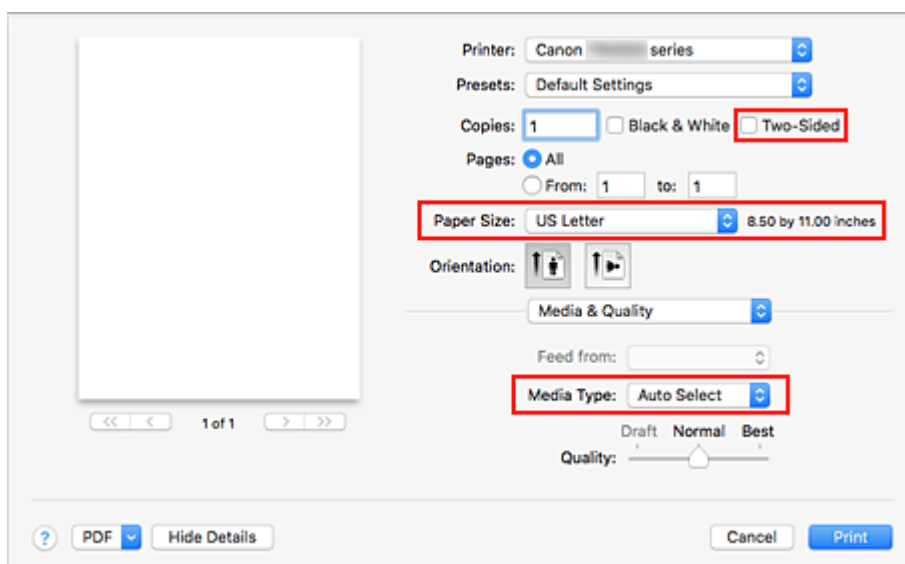 Printer: Canon series
Presets: Default Settings
Copies: 1 Black & White Two-Sided
Pages: All
From: 1 to: 1
Paper Size: US Letter 8.50 by 11.00 inches
Orientation:
Media & Quality
Feed from:
Media Type: Auto Select
<< < 1 of 1 > >>
Draft Normal Best
Quality:
? PDF Hide Details Cancel Print